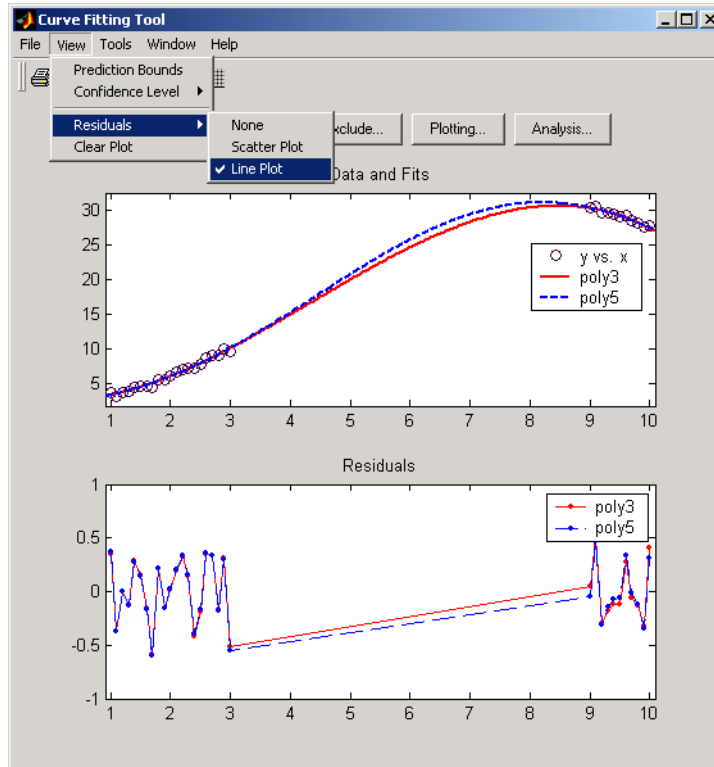 Curve Fitting Tool
File View Tools Window Help
Prediction Bounds
Confidence Level
Residuals
Clear Plot
None
Scatter Plot
Line Plot
xclude...
Plotting...
Analysis...
Data and Fits
30
25
20
15
10
5
y vs. x
poly3
poly5
1 2 3 4 5 6 7 8 9 10
Residuals
1
0.5
0
-0.5
-1
poly3
poly5
1 2 3 4 5 6 7 8 9 10